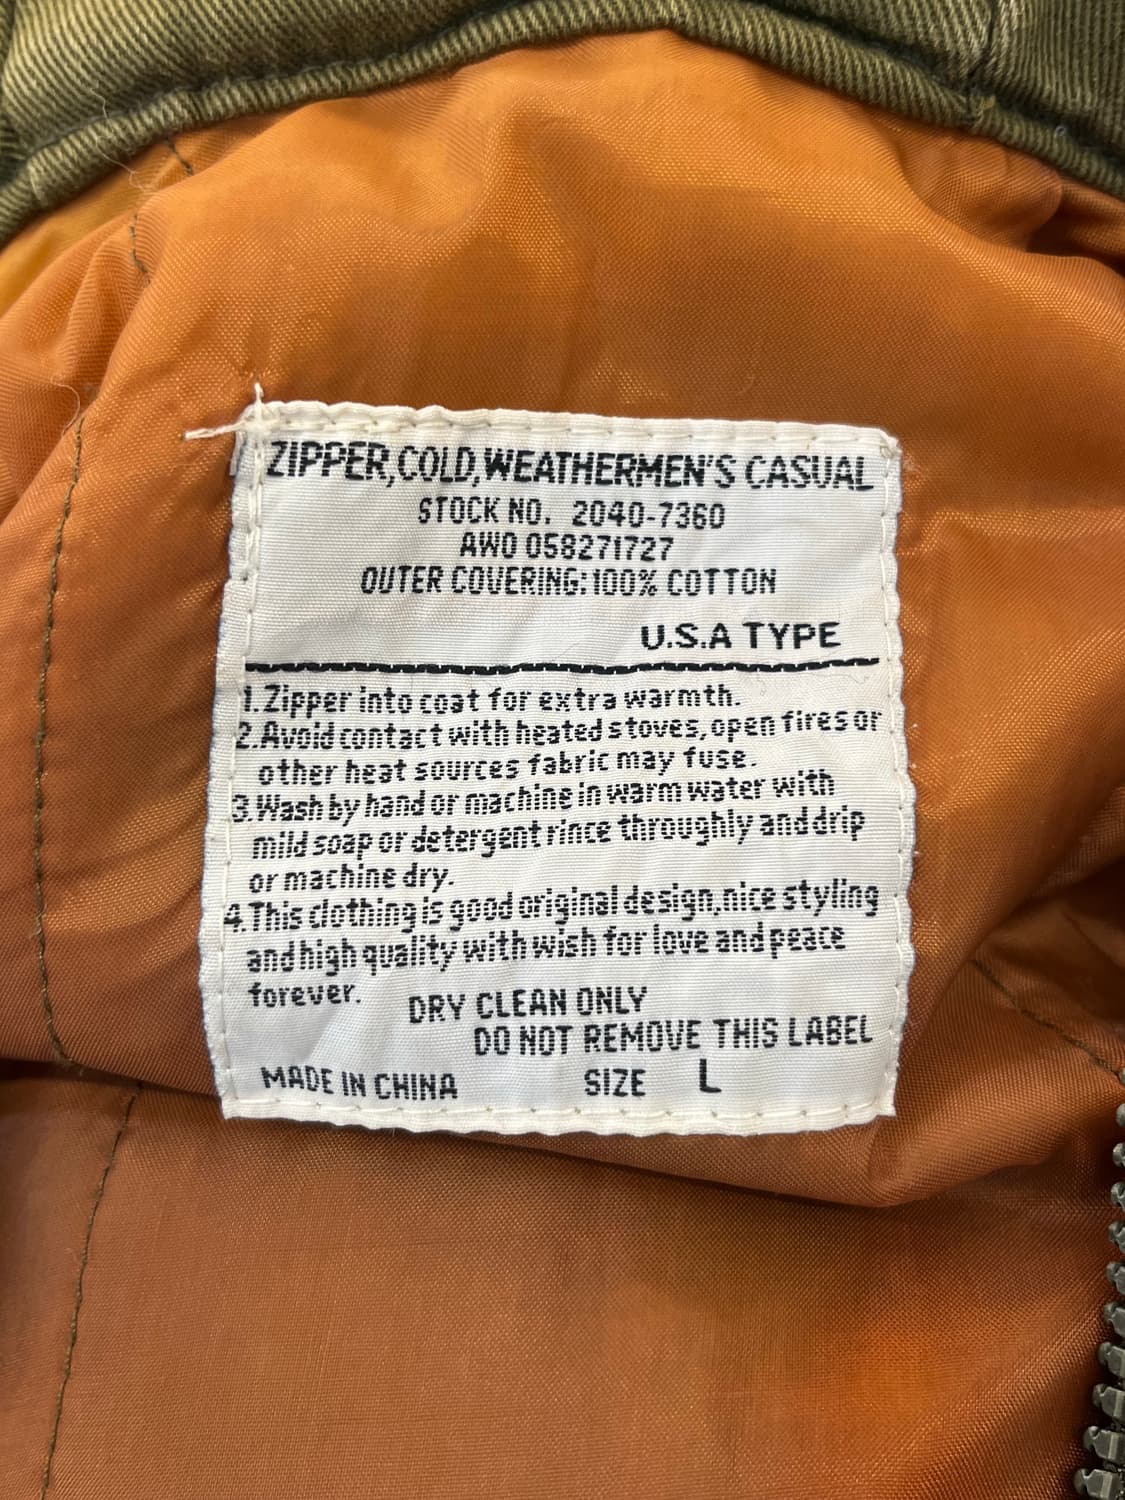 ZIPPER,COLD,WEATHERMEN'S CASUAL
STOCK NO. 2040-7360
AWO 058271727
OUTER COVERING:100% COTTON
U.S.A TYPE
1.Zipper into coat for extra warmth.
2.Avoid contact with heated stoves,open fires or
other heat sources fabric may fuse.
3.Wash by hand or machine in warm water with
mild soap or detergent rince throughly and drip
or machine dry.
4.This clothing is good original design,nice styling
and high quality with wish for love and peace
forever.
DRY CLEAN ONLY
DO NOT REMOVE THIS LABEL
MADE IN CHINA SIZE L